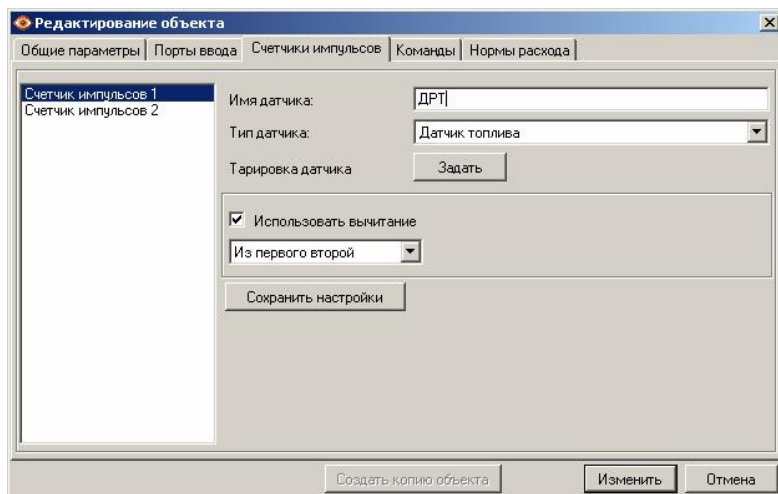 Редактирование объекта
Общие параметры Порты ввода Счетчики импульсов Команды Нормы расхода
Счетчик импульсов 1
Счетчик импульсов 2
Имя датчика: ДРТ
Тип датчика: Датчик топлива
Тарировка датчика Задать
Использовать вычитание
Из первого второй
Сохранить настройки
Создать копию объекта Изменить Отмена